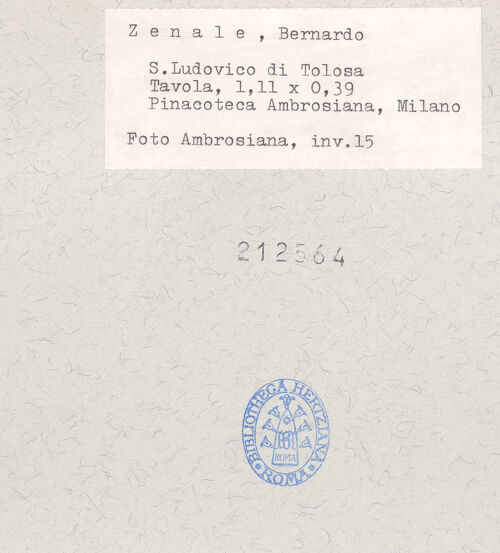 Z e n a l e , Bernardo
S.Ludovico di Tolosa
Tavola, 1,11 x 0,39
Pinacoteca Ambrosiana, Milano
Foto Ambrosiana, inv.15
212564
BIBLIOTHECA HERTZIANA
ROMA
ROMA